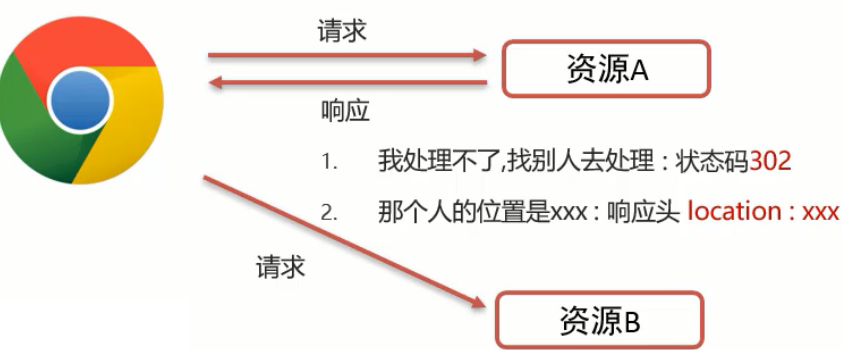 请求
资源A
响应
1. 我处理不了,找别人去处理 : 状态码302
2. 那个人的位置是xxx : 响应头 location : xxx
请求
资源B